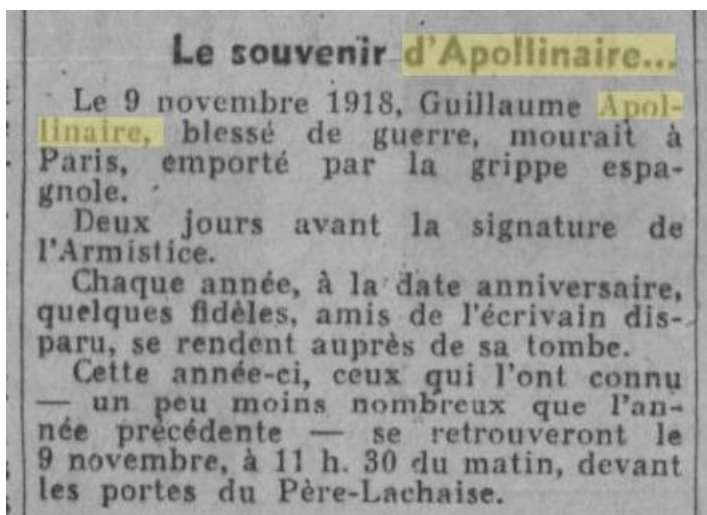 Le souvenir d'Apollinaire...
Le 9 novembre 1918, Guillaume Apol-
linaire, blessé de guerre, mourait à
Paris, emporté par la grippe espa-
gnole.
Deux jours avant la signature de
l'Armistice.
Chaque année, à la date anniversaire,
quelques fidèles, amis de l'écrivain dis-
paru, se rendent auprès de sa tombe.
Cette année-ci, ceux qui l'ont connu
— un peu moins nombreux que l'an-
née précédente — se retrouveront le
9 novembre, à 11 h. 30 du matin, devant
les portes du Père-Lachaise.